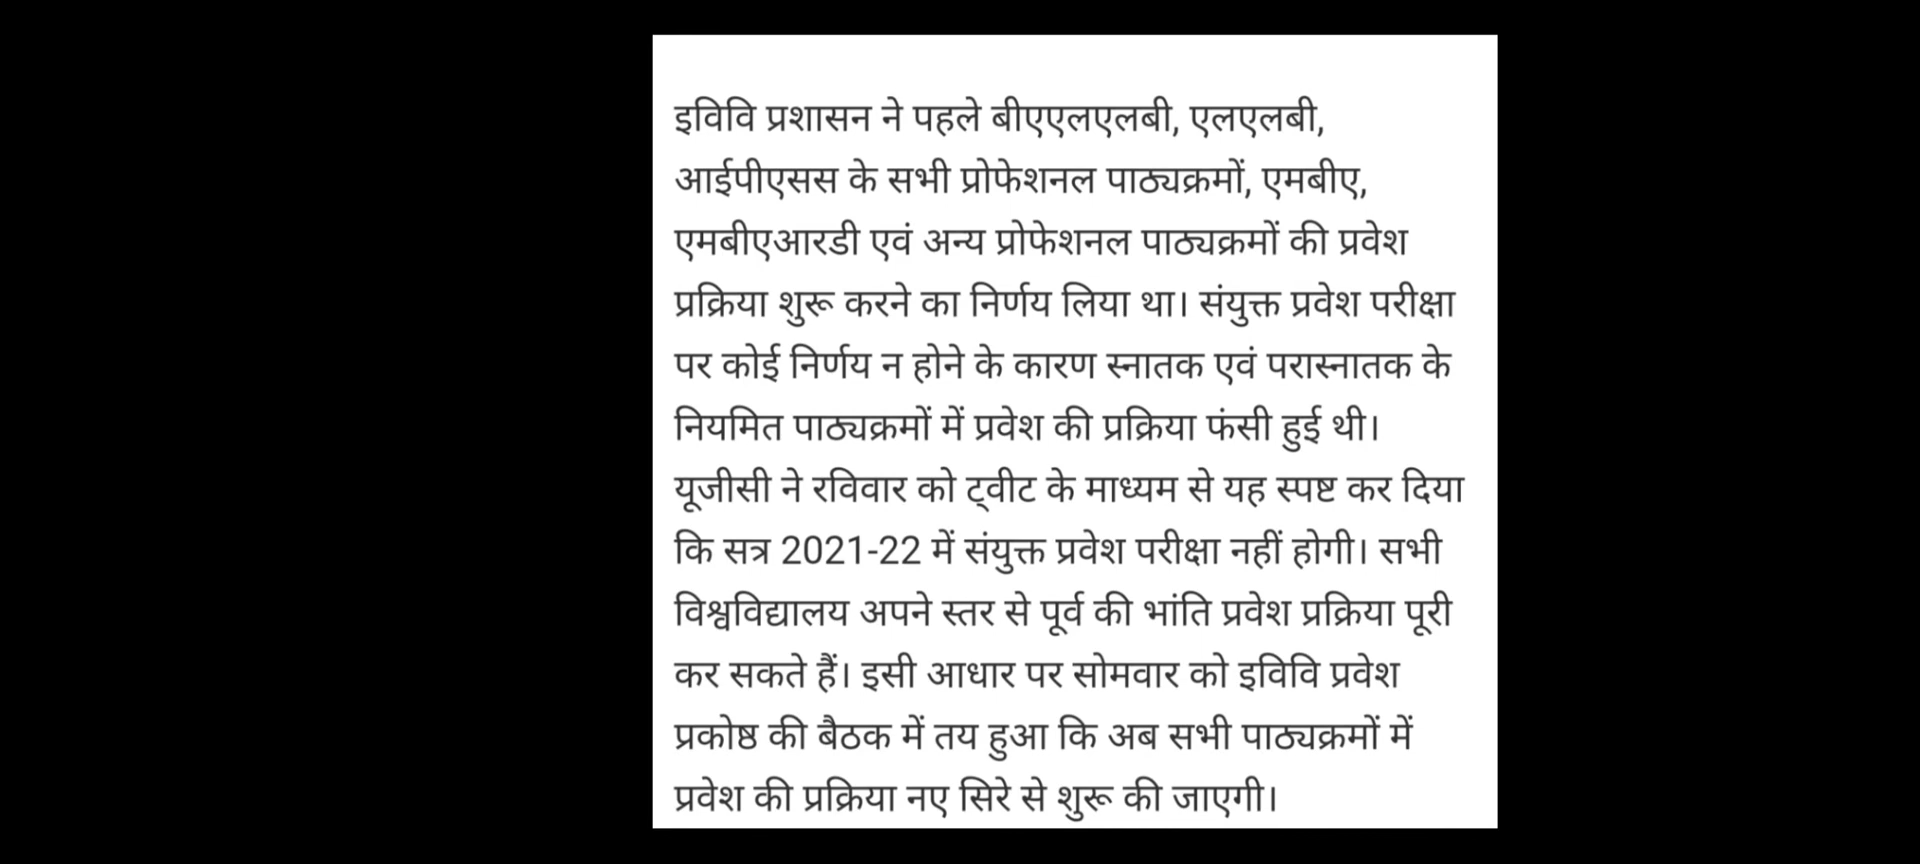 इविवि प्रशासन ने पहले बीएएलएलबी, एलएलबी,
आईपीएसस के सभी प्रोफेशनल पाठ्यक्रमों, एमबीए,
एमबीएआरडी एवं अन्य प्रोफेशनल पाठ्यक्रमों की प्रवेश
प्रक्रिया शुरू करने का निर्णय लिया था। संयुक्त प्रवेश परीक्षा
पर कोई निर्णय न होने के कारण स्नातक एवं परास्नातक के
नियमित पाठ्यक्रमों में प्रवेश की प्रक्रिया फंसी हुई थी।
यूजीसी ने रविवार को ट्वीट के माध्यम से यह स्पष्ट कर दिया
कि सत्र 2021-22 में संयुक्त प्रवेश परीक्षा नहीं होगी। सभी
विश्वविद्यालय अपने स्तर से पूर्व की भांति प्रवेश प्रक्रिया पूरी
कर सकते हैं। इसी आधार पर सोमवार को इविवि प्रवेश
प्रकोष्ठ की बैठक में तय हुआ कि अब सभी पाठ्यक्रमों में
प्रवेश की प्रक्रिया नए सिरे से शुरू की जाएगी।